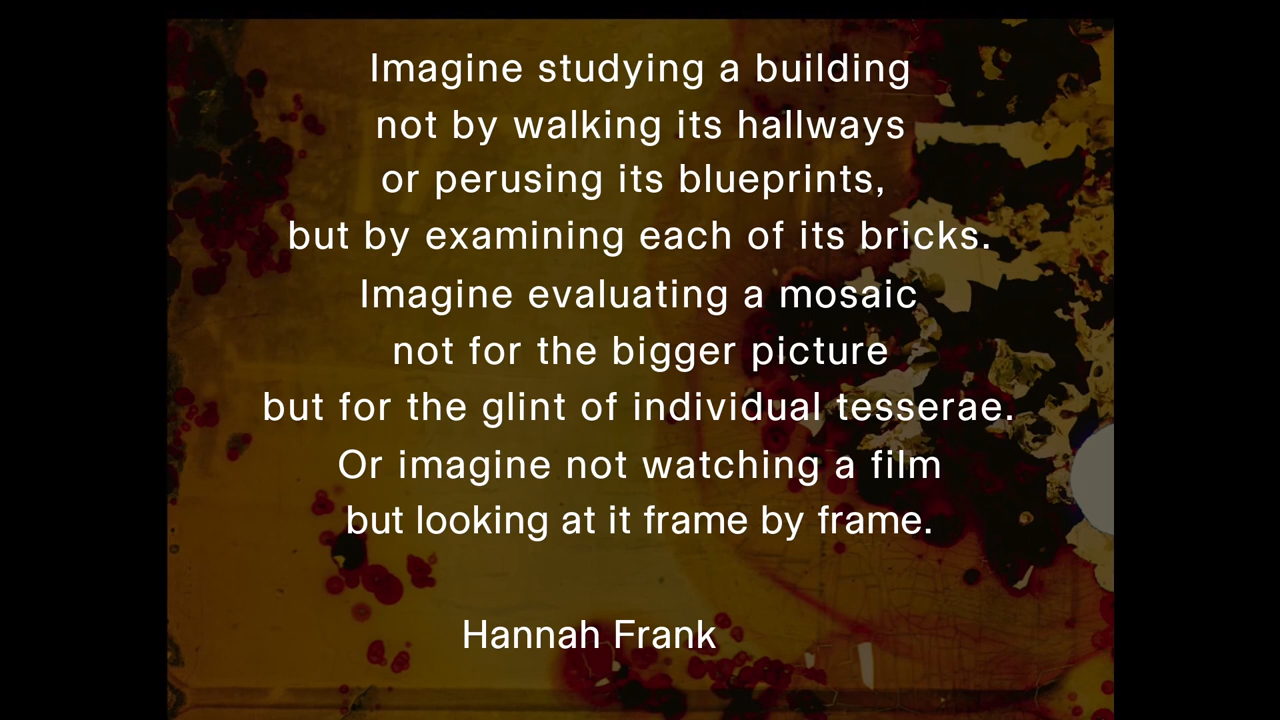 Imagine studying a building
not by walking its hallways
or perusing its blueprints,
but by examining each of its bricks.
Imagine evaluating a mosaic
not for the bigger picture
but for the glint of individual tesserae.
Or imagine not watching a film
but looking at it frame by frame.
Hannah Frank